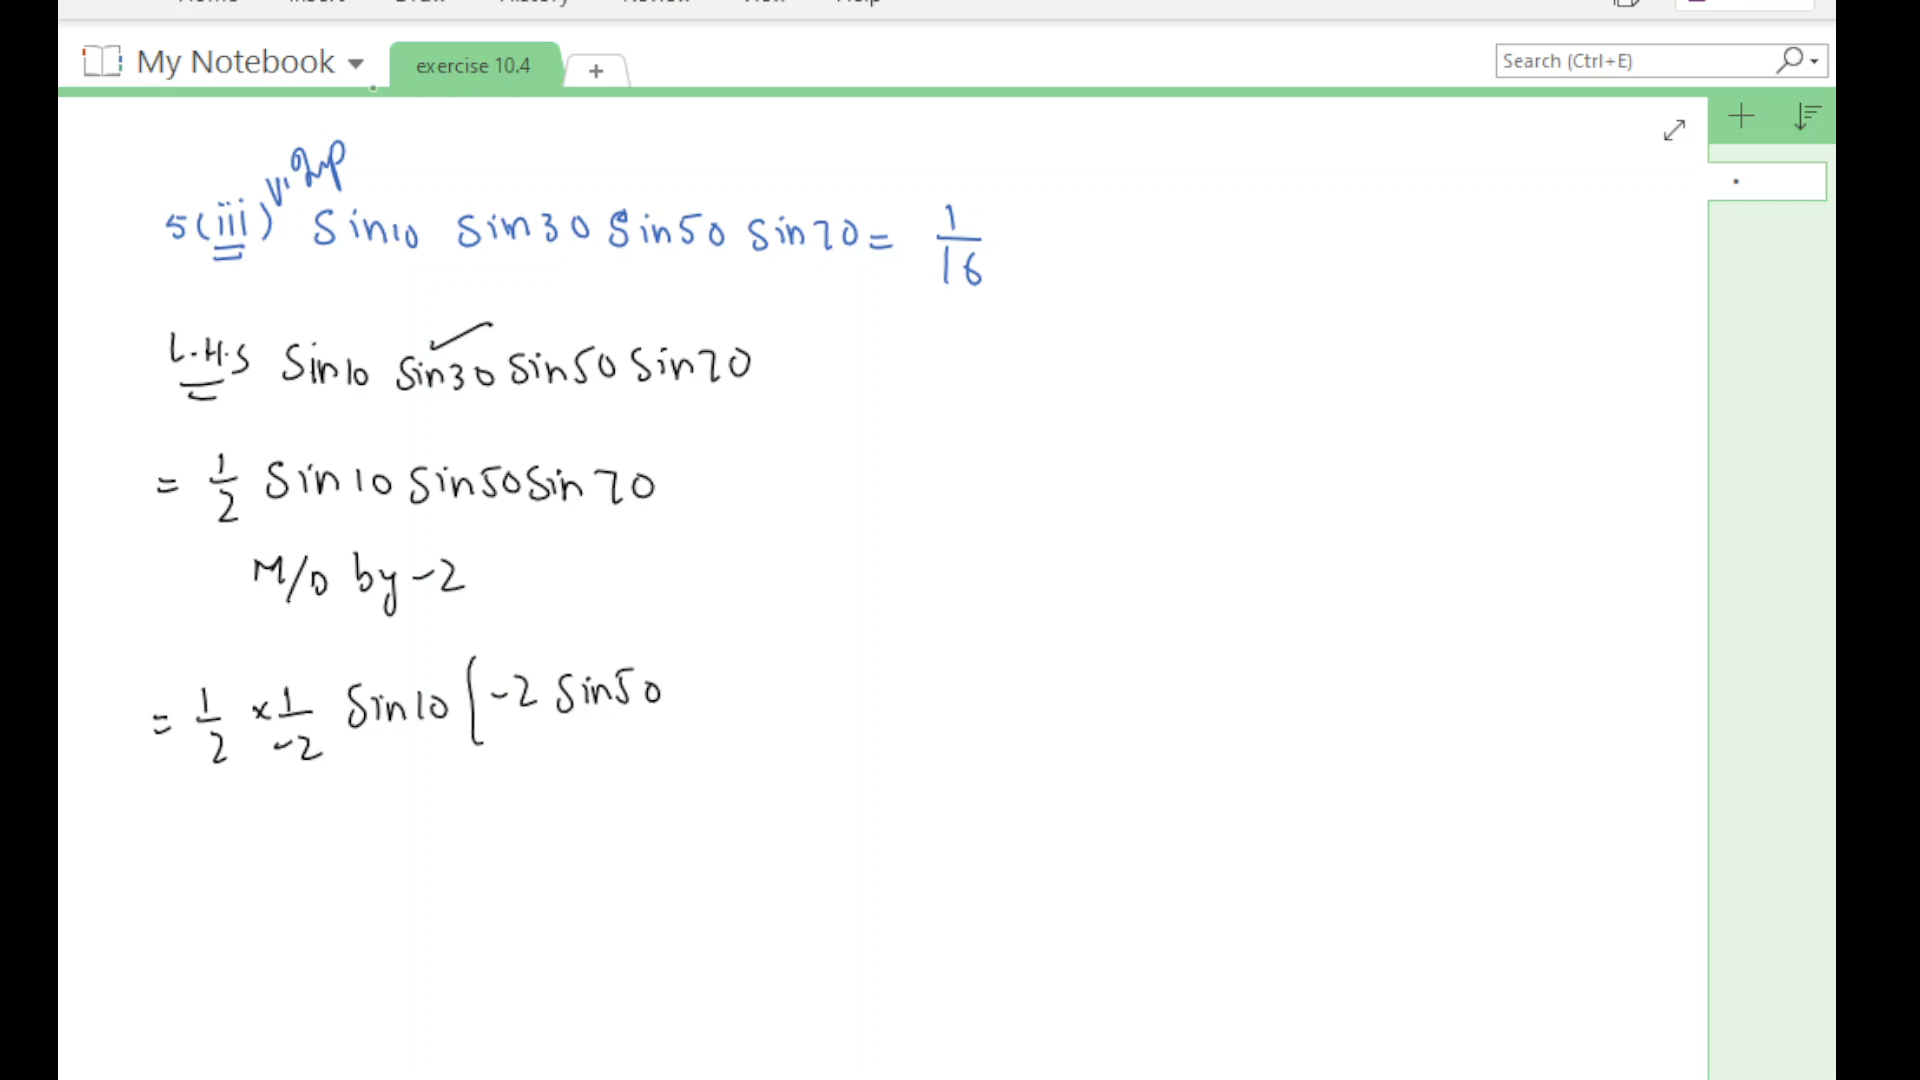 My Notebook
exercise 10.4
+
Search (Ctrl+E)
V. Imp
5(iii) Sin10 Sin30 Sin50 Sin70 = 1/16
L.H.S Sin10 Sin30 Sin50 Sin70
= 1/2 Sin10 Sin50 Sin70
M/D by -2
= 1/2 × 1/-2 Sin10 [-2 Sin50